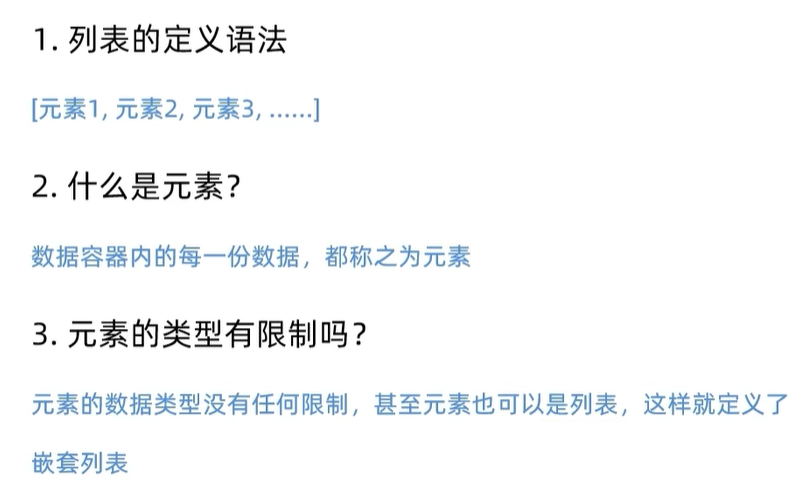 1. 列表的定义语法
[元素1, 元素2, 元素3, ......]
2. 什么是元素？
数据容器内的每一份数据，都称之为元素
3. 元素的类型有限制吗？
元素的数据类型没有任何限制，甚至元素也可以是列表，这样就定义了
嵌套列表